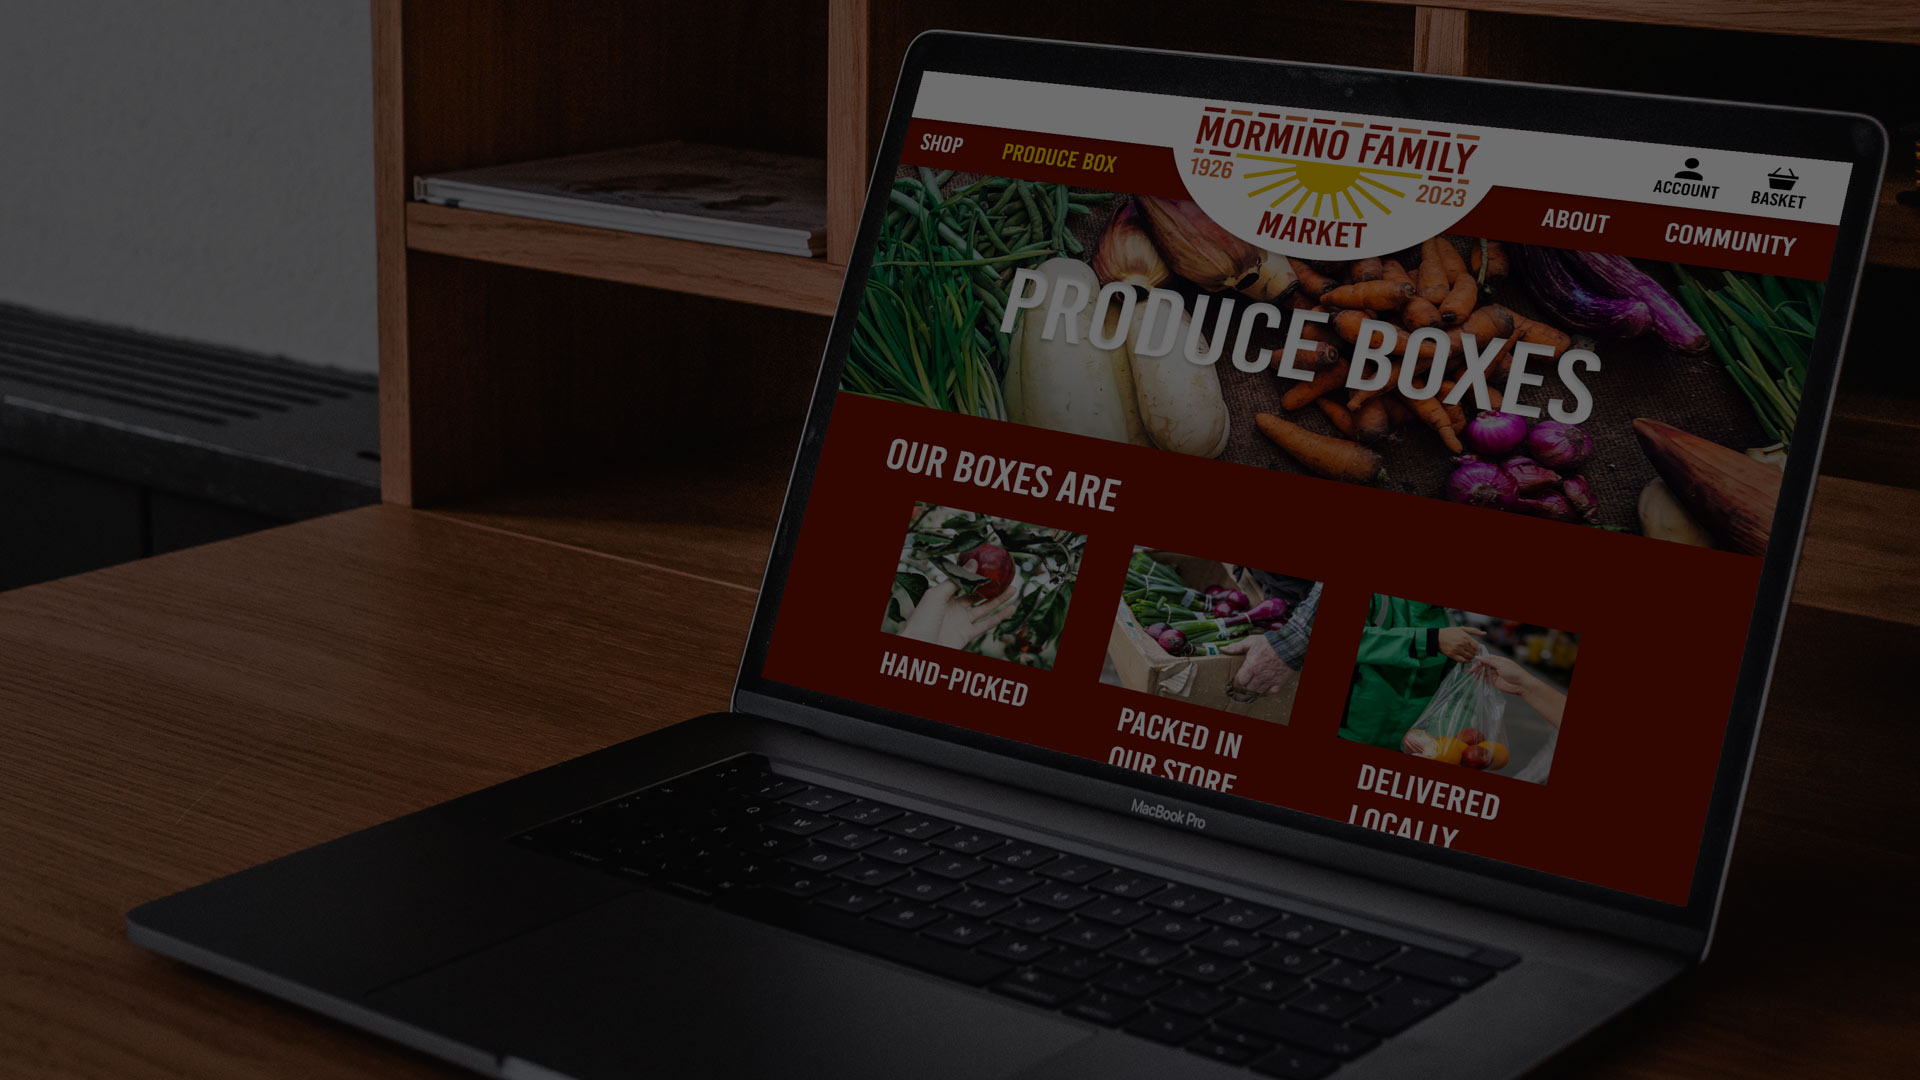 MORMINO FAMILY
1926
2023
MARKET
ACCOUNT
BASKET
SHOP
PRODUCE BOX
ABOUT
COMMUNITY
PRODUCE BOXES
OUR BOXES ARE
HAND-PICKED
PACKED IN
OUR STORE
DELIVERED
LOCALLY
MacBook Pro